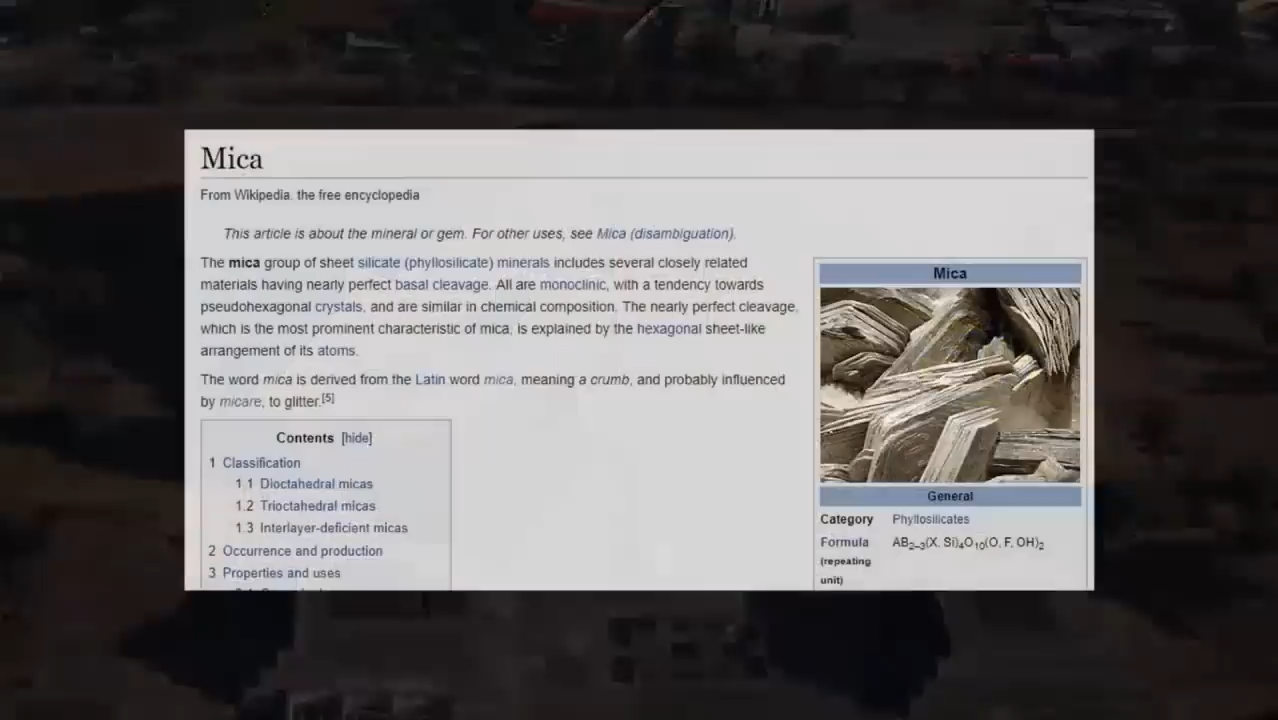 Mica
From Wikipedia, the free encyclopedia
This article is about the mineral or gem. For other uses, see Mica (disambiguation).
The mica group of sheet silicate (phyllosilicate) minerals includes several closely related
materials having nearly perfect basal cleavage. All are monoclinic, with a tendency towards
pseudohexagonal crystals, and are similar in chemical composition. The nearly perfect cleavage,
which is the most prominent characteristic of mica, is explained by the hexagonal sheet-like
arrangement of its atoms.
The word mica is derived from the Latin word mica, meaning a crumb, and probably influenced
by micare, to glitter.[5]
Contents [hide]
1 Classification
1.1 Dioctahedral micas
1.2 Trioctahedral micas
1.3 Interlayer-deficient micas
2 Occurrence and production
3 Properties and uses
Mica
General
Category Phyllosilicates
Formula AB2–3(X, Si)4O10(O, F, OH)2
(repeating
unit)